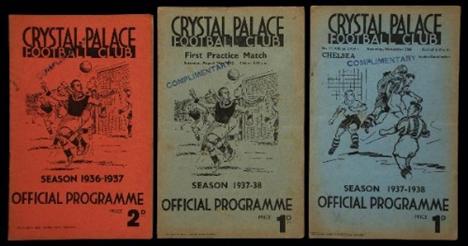 CRYSTAL PALACE
FOOTBALL CLUB
SEASON 1936-1937
OFFICIAL PROGRAMME
PRICE 2D
CRYSTAL PALACE
FOOTBALL CLUB
First Practice Match
COMPLIMENTARY
SEASON 1937-38
OFFICIAL PROGRAMME
PRICE 1D
CRYSTAL PALACE
FOOTBALL CLUB
CHELSEA
COMPLIMENTARY
SEASON 1937-1938
OFFICIAL PROGRAMME
PRICE 1D